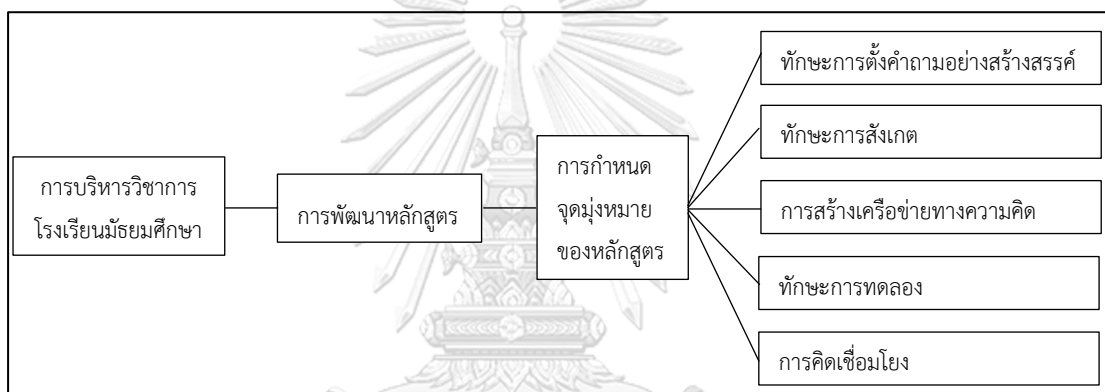 การบริหารวิชาการ
โรงเรียนมัธยมศึกษา
การพัฒนาหลักสูตร
การกำหนด
จุดมุ่งหมาย
ของหลักสูตร
ทักษะการตั้งคำถามอย่างสร้างสรรค์
ทักษะการสังเกต
การสร้างเครือข่ายทางความคิด
ทักษะการทดลอง
การคิดเชื่อมโยง